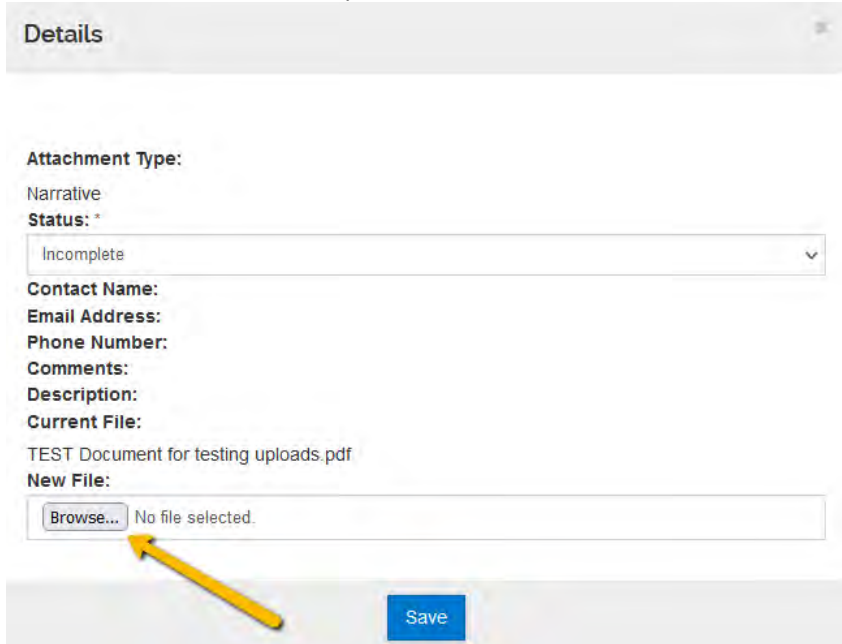 Details
Attachment Type:
Narrative
Status: *
Incomplete
Contact Name:
Email Address:
Phone Number:
Comments:
Description:
Current File:
TEST Document for testing uploads.pdf
New File:
Browse... No file selected.
Save